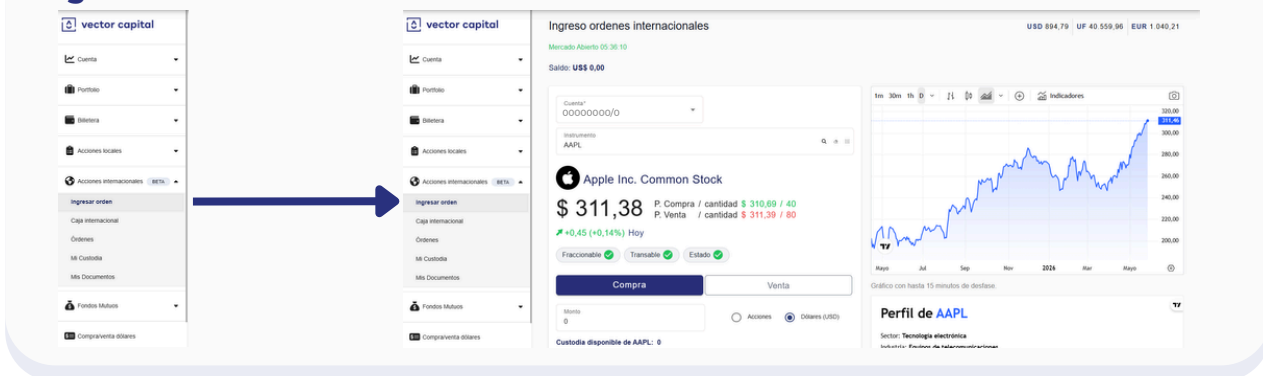 vector capital
Cuenta
Portfolio
Billetera
Acciones locales
Acciones internacionales BETA
Ingresar orden
Caja internacional
Órdenes
Mi Custodia
Mis Documentos
Fondos Mutuos
Compra/venta dólares
vector capital
Cuenta
Portfolio
Billetera
Acciones locales
Acciones internacionales BETA
Ingresar orden
Caja internacional
Órdenes
Mi Custodia
Mis Documentos
Fondos Mutuos
Compra/venta dólares
Ingreso ordenes internacionales
USD 894,79 UF 40.559,96 EUR 1.040,21
Mercado Abierto 05:36:10
Saldo: US$ 0,00
Cuenta*
00000000/0
Instrumento
AAPL
Apple Inc. Common Stock
$ 311,38
P. Compra / cantidad $ 310,69 / 40
P. Venta / cantidad $ 311,39 / 80
+0,45 (+0,14%) Hoy
Fraccionable Transable Estado
Compra Venta
Monto
0
Acciones Dólares (USD)
Custodia disponible de AAPL: 0
1m 30m 1h D Indicadores
320,00
311,46
300,00
280,00
260,00
240,00
220,00
200,00
Mayo Jul Sep Nov 2026 Mar Mayo
Gráfico con hasta 15 minutos de desfase
Perfil de AAPL
Sector: Tecnología electrónica
Industria: Equipos de telecomunicaciones